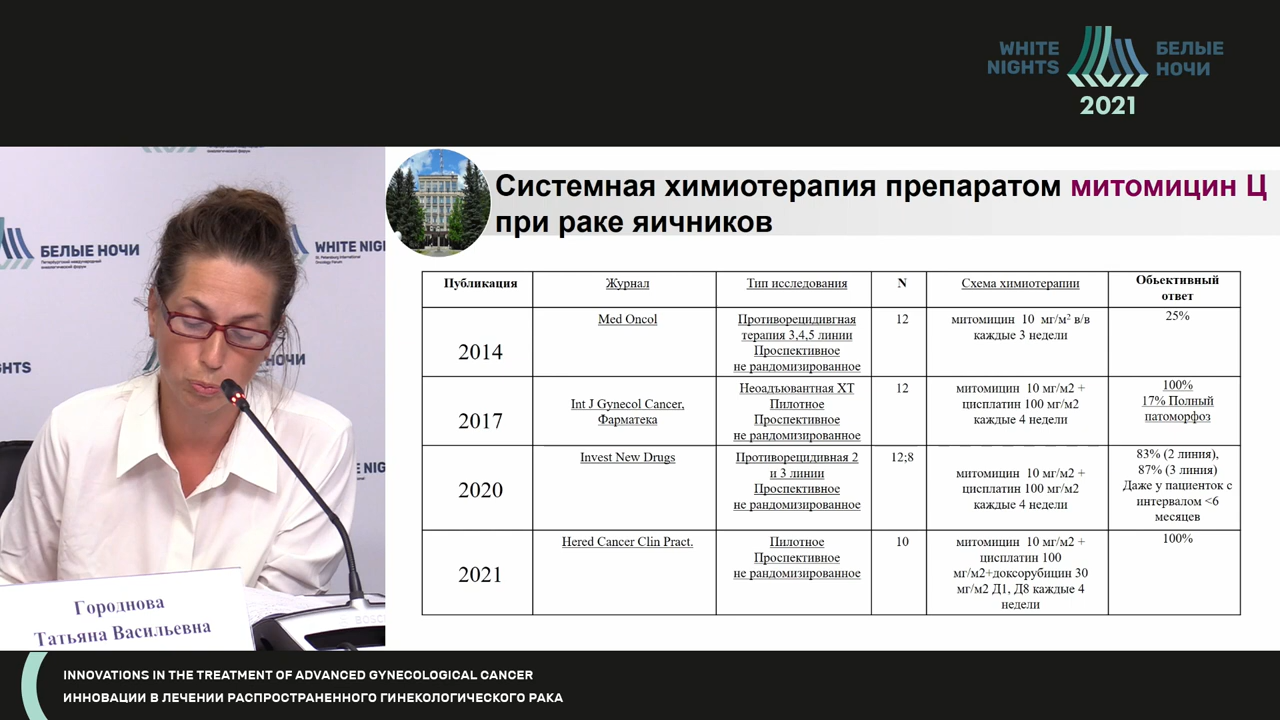 WHITE
NIGHTS
БЕЛЫЕ
НОЧИ
2021
БЕЛЫЕ НОЧИ
WHITE NIG
Системная химиотерапия препаратом митомицин Ц
при раке яичников
Публикация
Журнал
Тип исследования
N
Схема химиотерапии
Обьективный
ответ
2014
Med Oncol
Противорецидивгная
терапия 3,4,5 линии
Проспективное
не рандомизированное
12
митомицин 10 мг/м² в/в
каждые 3 недели
25%
2017
Int J Gynecol Cancer,
Фарматека
Неоадъювантная ХТ
Пилотное
Проспективное
не рандомизированное
12
митомицин 10 мг/м2 +
цисплатин 100 мг/м2
каждые 4 недели
100%
17% Полный
патоморфоз
2020
Invest New Drugs
Противорецидивная 2
и 3 линии
Проспективное
не рандомизированное
12;8
митомицин 10 мг/м2 +
цисплатин 100 мг/м2
каждые 4 недели
83% (2 линия),
87% (3 линия)
Даже у пациенток с
интервалом <6
месяцев
2021
Hered Cancer Clin Pract.
Пилотное
Проспективное
не рандомизированное
10
митомицин 10 мг/м2 +
цисплатин 100
мг/м2+доксорубицин 30
мг/м2 Д1, Д8 каждые 4
недели
100%
Городнова
Татьяна Васильевна
INNOVATIONS IN THE TREATMENT OF ADVANCED GYNECOLOGICAL CANCER
ИННОВАЦИИ В ЛЕЧЕНИИ РАСПРОСТРАНЕННОГО ГИНЕКОЛОГИЧЕСКОГО РАКА